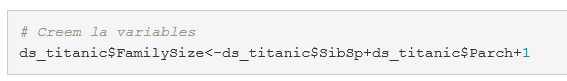 # Creem la variables
ds_titanic$FamilySize<-ds_titanic$SibSp+ds_titanic$Parch+1